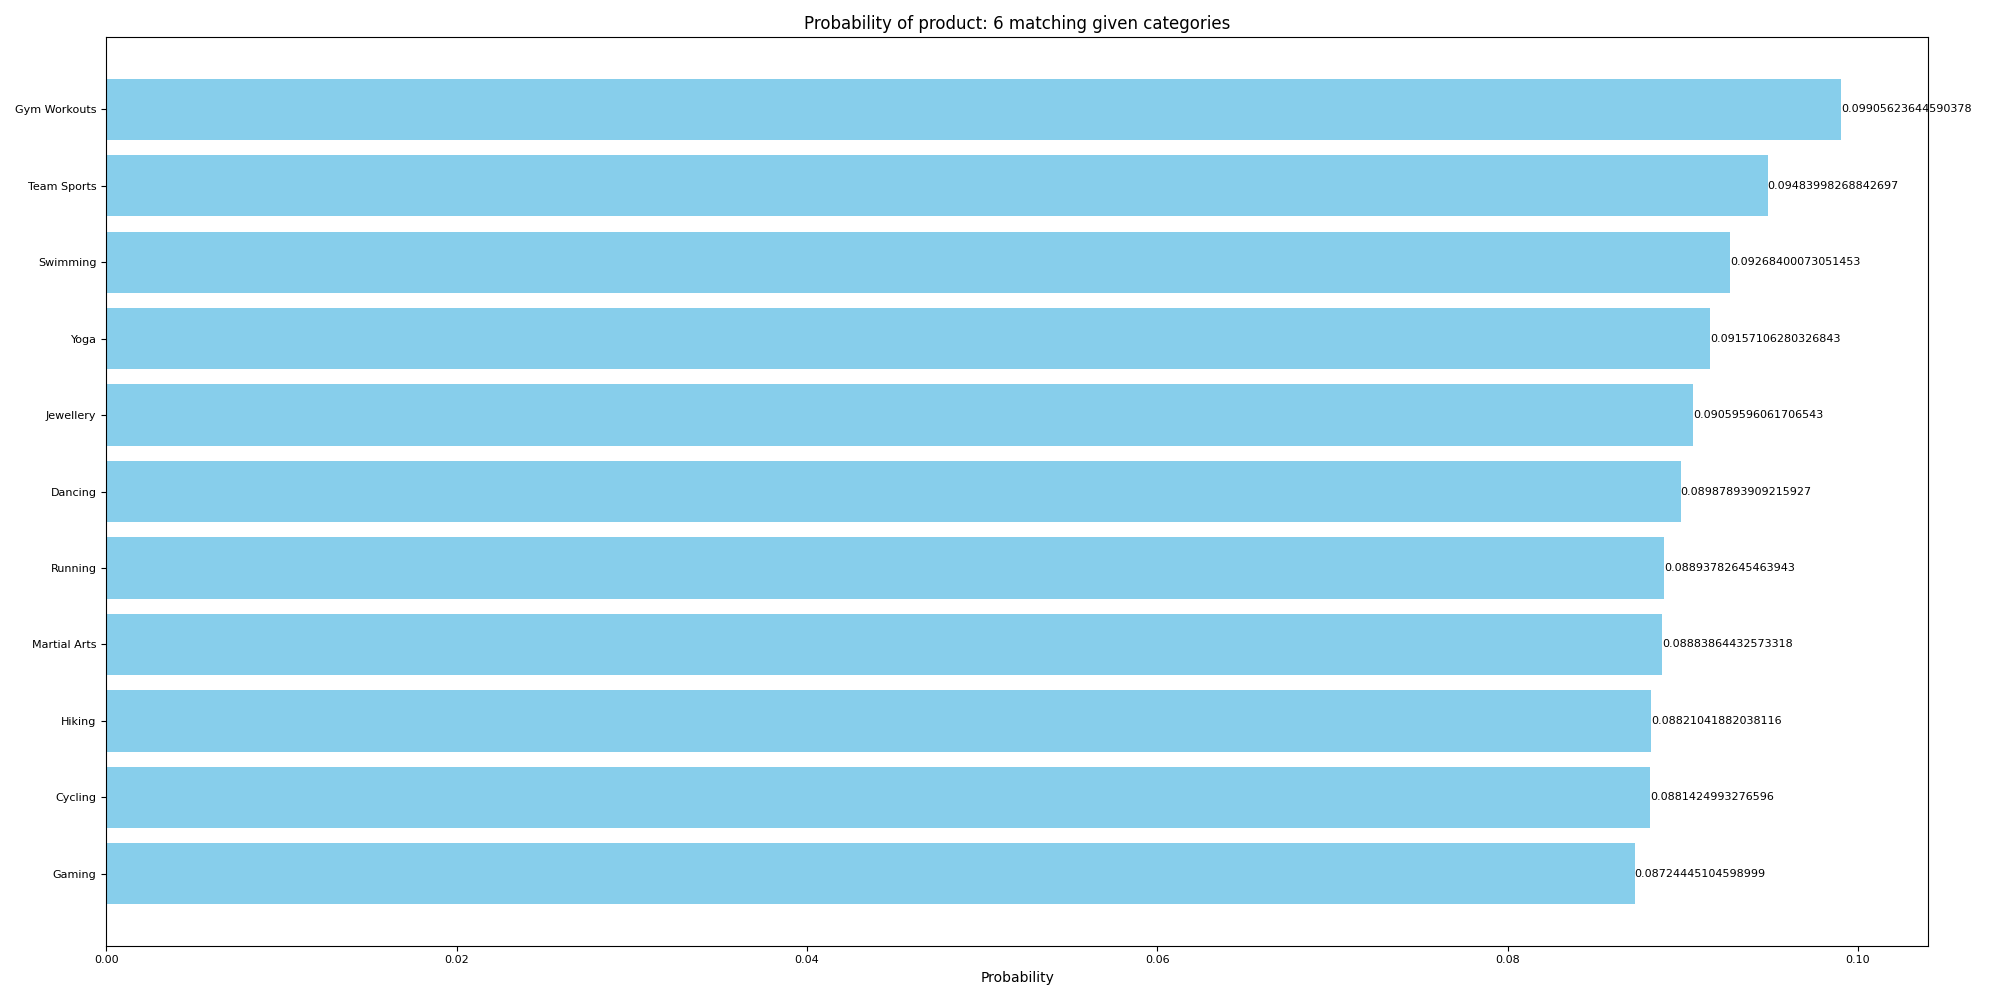 Probability of product: 6 matching given categories
Gym Workouts 0.09905623644590378
Team Sports 0.09483998268842697
Swimming 0.09268400073051453
Yoga 0.09157106280326843
Jewellery 0.09059596061706543
Dancing 0.08987893909215927
Running 0.08893782645463943
Martial Arts 0.08883864432573318
Hiking 0.08821041882038116
Cycling 0.0881424993276596
Gaming 0.08724445104598999
0.00 0.02 0.04 0.06 0.08 0.10
Probability